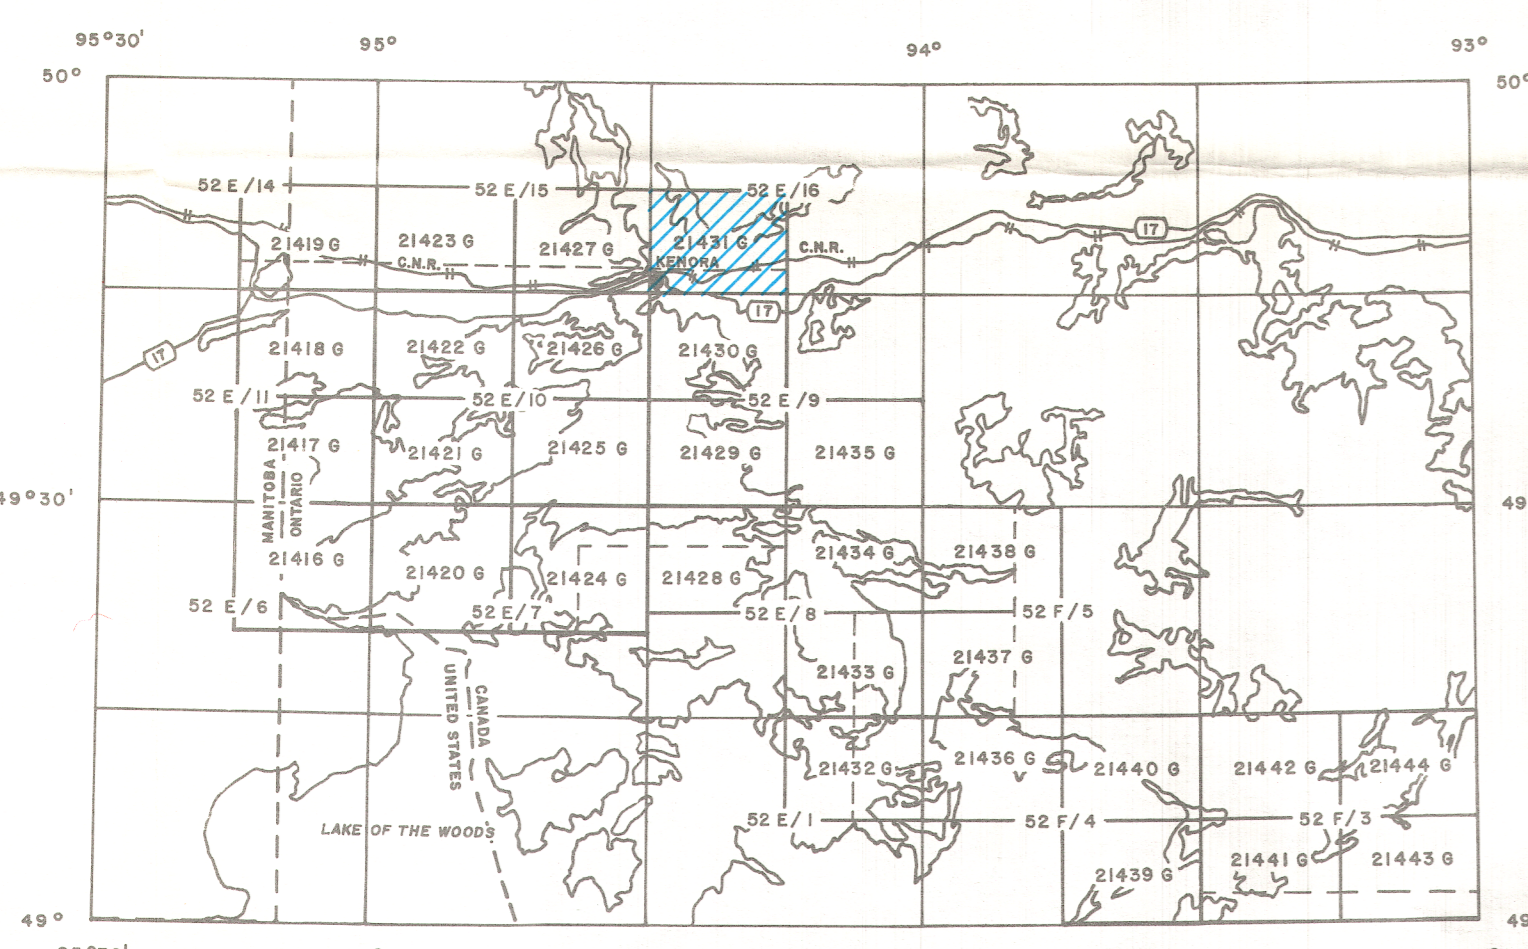 95°30' 95° 94° 93°
50° 50°
52 E/14 52 E/15 52 E/16
17
21419 G 21423 G 21427 G 21431 G
C.N.R. KENORA C.N.R.
17
17
21418 G 21422 G 21426 G 21430 G
52 E/11 52 E/10 52 E/9
21417 G 21421 G 21425 G 21429 G 21435 G
MANITOBA
ONTARIO
49°30' 49
21416 G 21420 G 21424 G 21428 G 21434 G 21438 G
52 E/6 52 E/7 52 E/8 52 F/5
21433 G 21437 G
CANADA
UNITED STATES
21432 G 21436 G 21440 G 21442 G 21444 G
LAKE OF THE WOODS
52 E/1 52 F/4 52 F/3
21439 G 21441 G 21443 G
49° 49